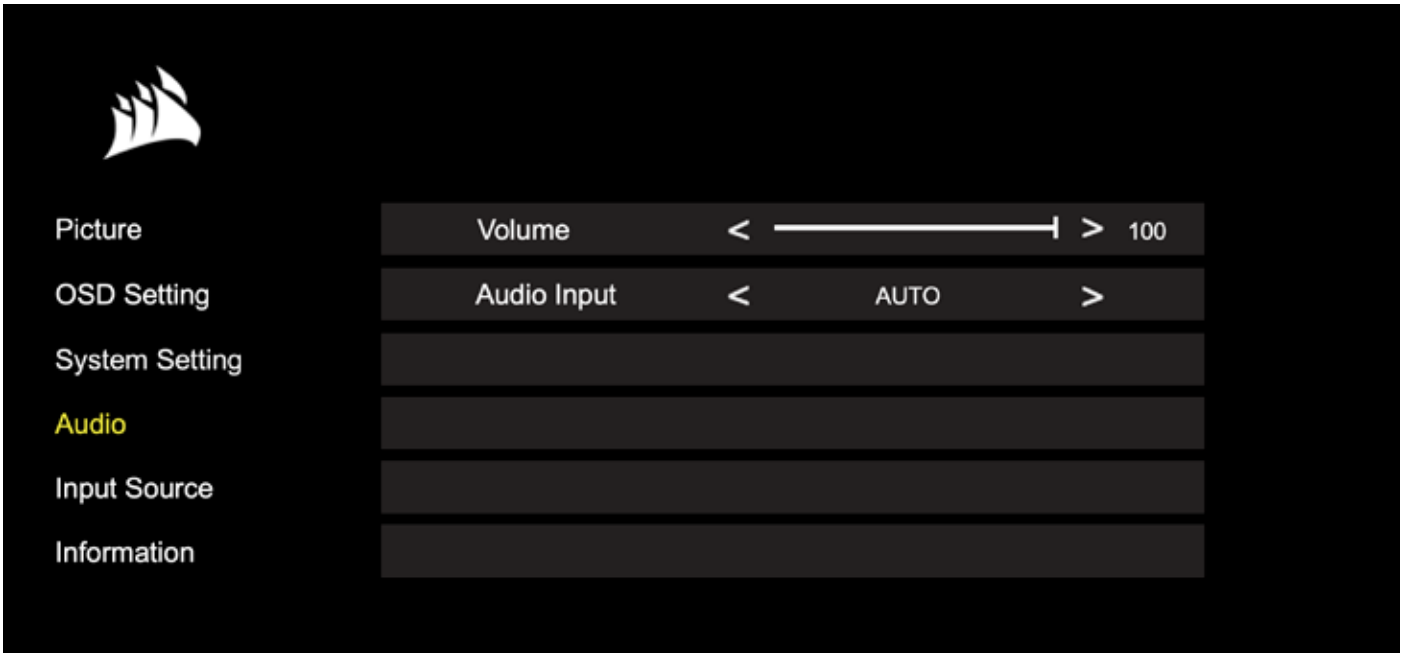 Picture
Volume < > 100
OSD Setting
Audio Input < AUTO >
System Setting
Audio
Input Source
Information